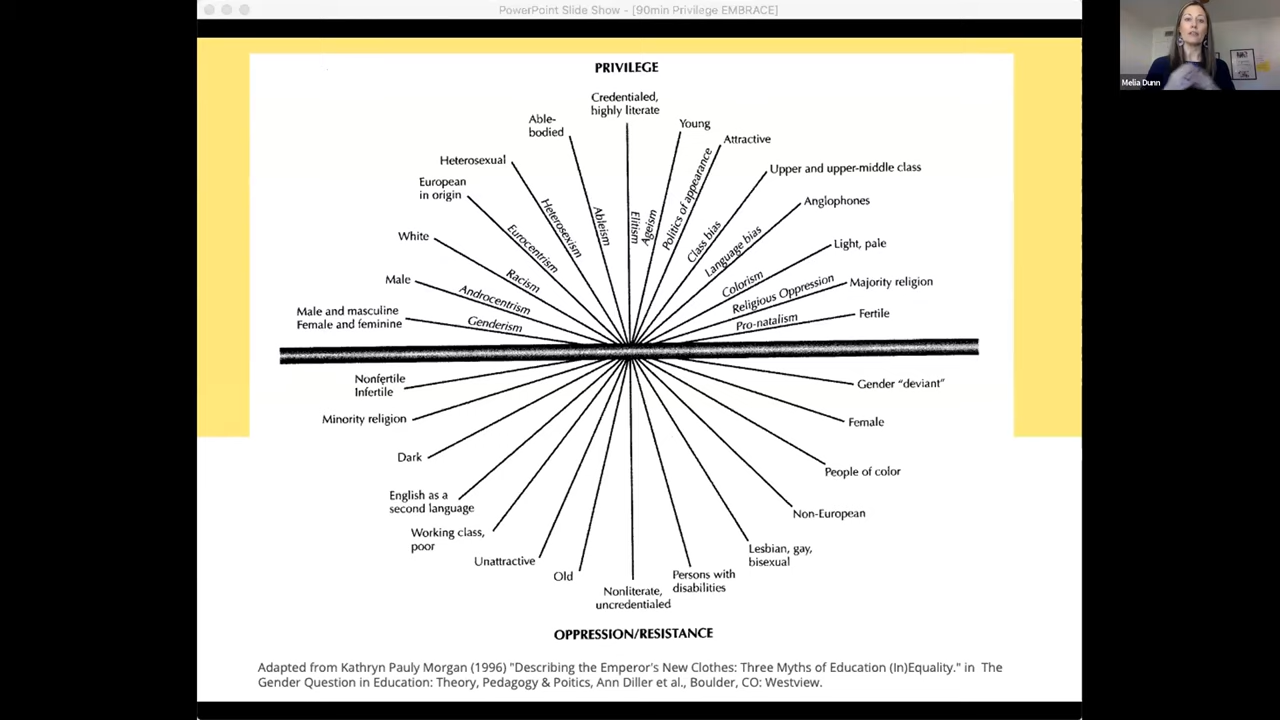 PowerPoint Slide Show - [90min Privilege EMBRACE]
Melia Dunn
PRIVILEGE
Credentialed,
highly literate
Able-
bodied
Young
Attractive
Heterosexual
Upper and upper-middle class
European
in origin
Anglophones
White
Light, pale
Male
Majority religion
Male and masculine
Female and feminine
Fertile
Genderism
Androcentrism
Racism
Eurocentrism
Heterosexism
Ableism
Elitism
Ageism
Politics of appearance
Class bias
Language bias
Colorism
Religious Oppression
Pro-natalism
Nonfertile
Infertile
Gender "deviant"
Minority religion
Female
Dark
People of color
English as a
second language
Non-European
Working class,
poor
Lesbian, gay,
bisexual
Unattractive
Old
Persons with
disabilities
Nonliterate,
uncredentialed
OPPRESSION/RESISTANCE
Adapted from Kathryn Pauly Morgan (1996) "Describing the Emperor's New Clothes: Three Myths of Education (In)Equality." in The
Gender Question in Education: Theory, Pedagogy & Poitics, Ann Diller et al., Boulder, CO: Westview.